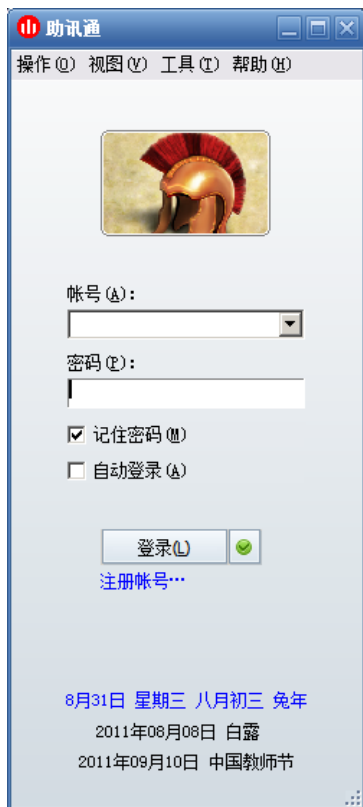 助讯通
操作(O) 视图(V) 工具(T) 帮助(H)
帐号(A):
密码(P):
记住密码(M)
自动登录(A)
登录(L)
注册帐号…
8月31日 星期三 八月初三 兔年
2011年08月08日 白露
2011年09月10日 中国教师节